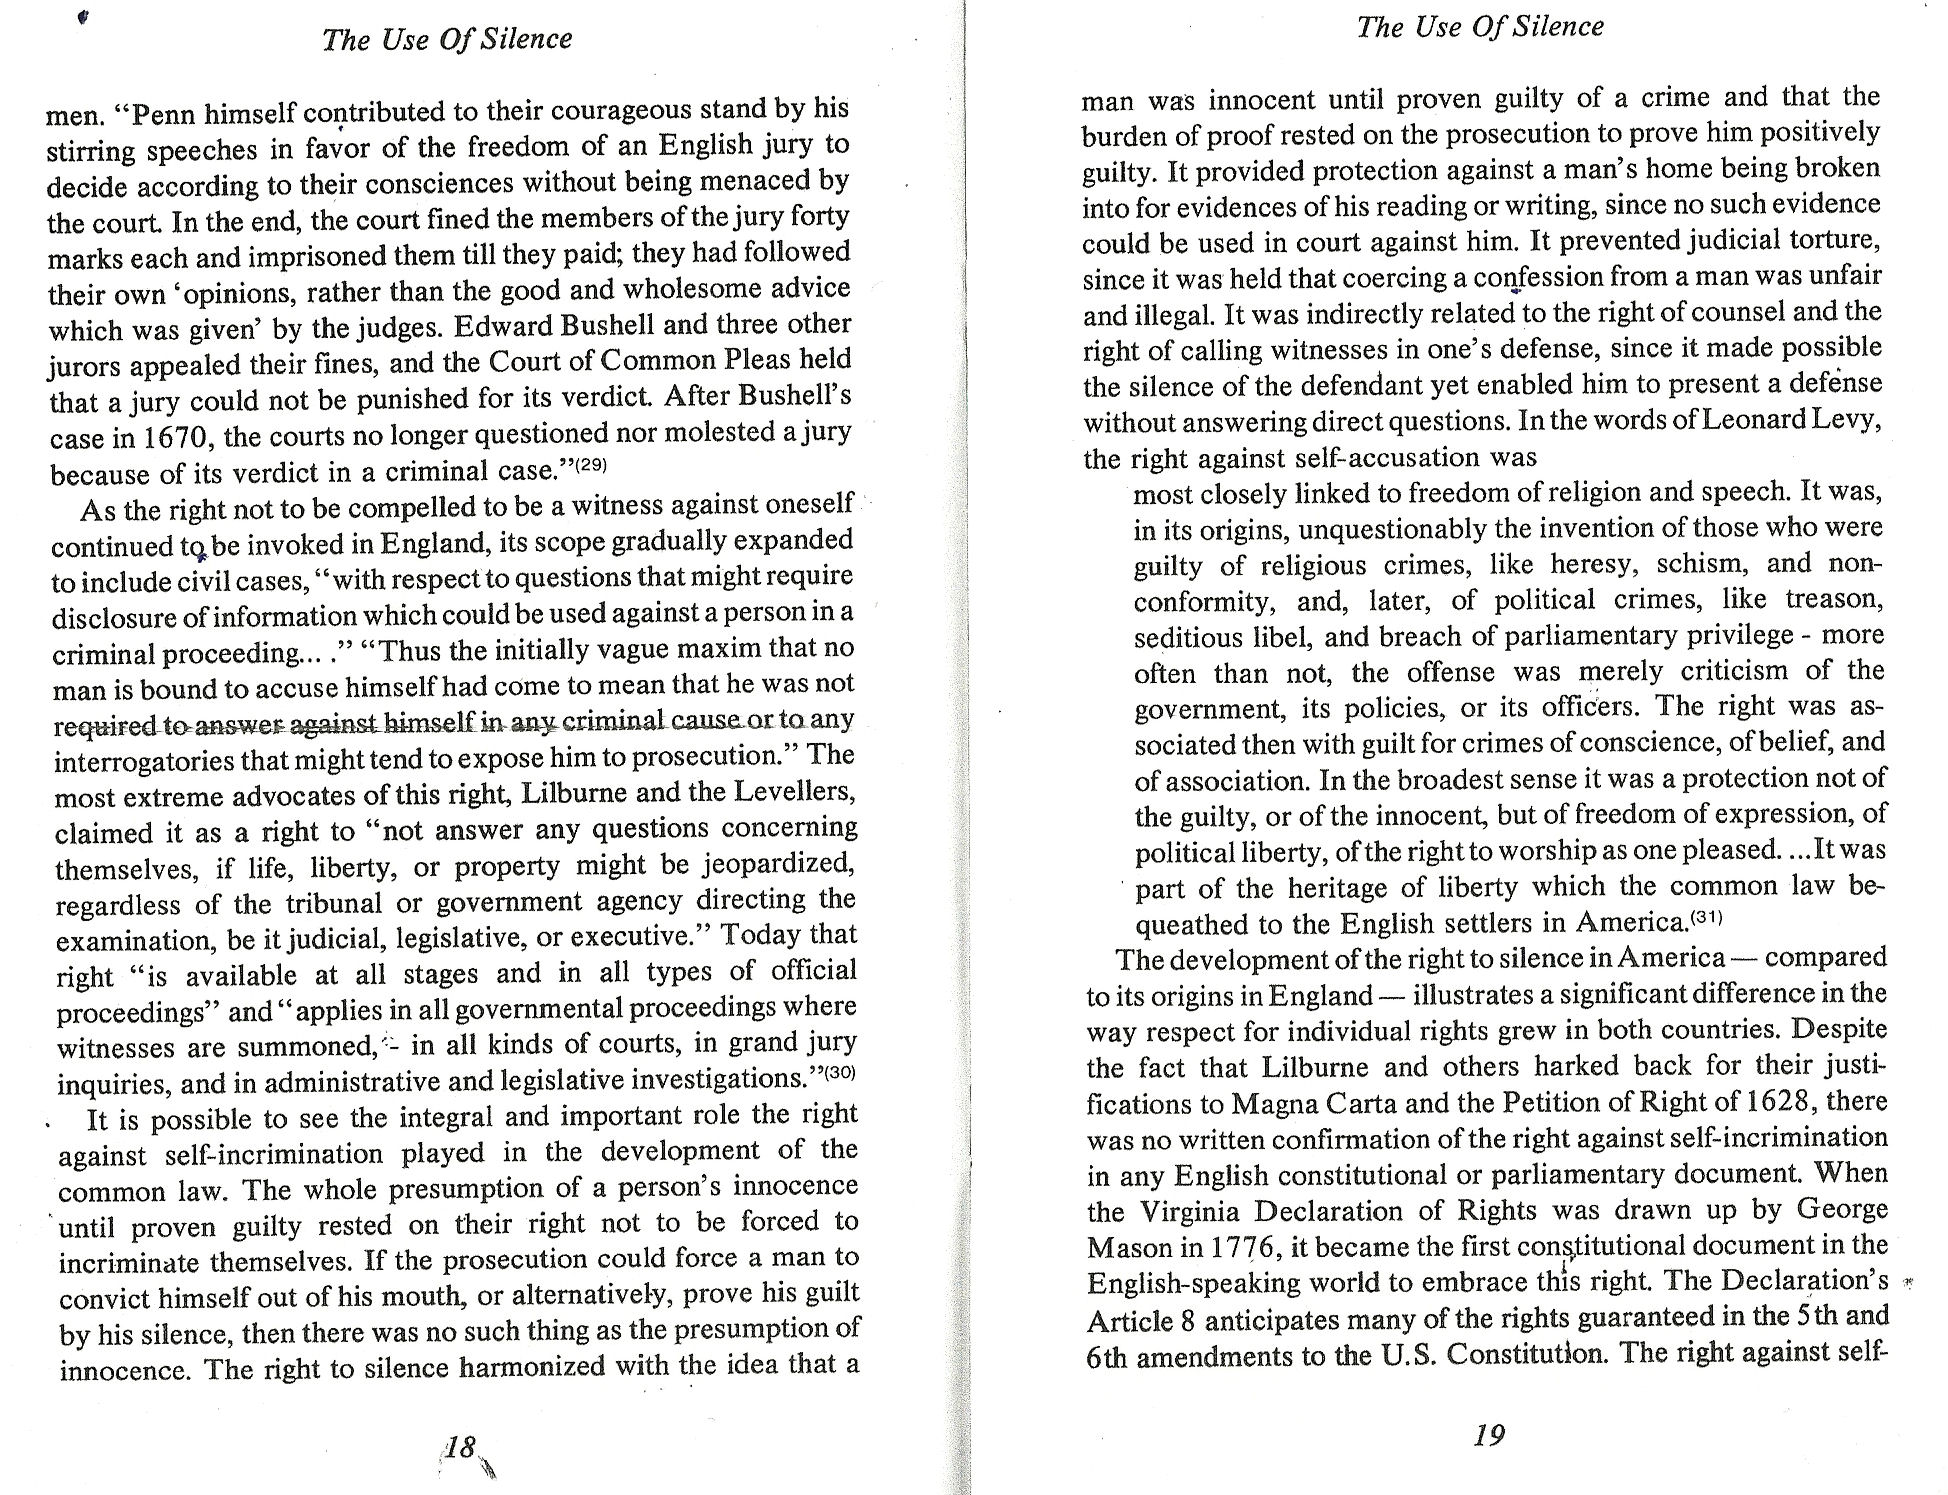 The Use Of Silence
men. “Penn himself contributed to their courageous stand by his
stirring speeches in favor of the freedom of an English jury to
decide according to their consciences without being menaced by
the court. In the end, the court fined the members of the jury forty
marks each and imprisoned them till they paid; they had followed
their own ‘opinions, rather than the good and wholesome advice
which was given’ by the judges. Edward Bushell and three other
jurors appealed their fines, and the Court of Common Pleas held
that a jury could not be punished for its verdict. After Bushell’s
case in 1670, the courts no longer questioned nor molested a jury
because of its verdict in a criminal case.”(29)
As the right not to be compelled to be a witness against oneself
continued to be invoked in England, its scope gradually expanded
to include civil cases, “with respect to questions that might require
disclosure of information which could be used against a person in a
criminal proceeding... .” “Thus the initially vague maxim that no
man is bound to accuse himself had come to mean that he was not
required to answer against himself in any criminal cause or to any
interrogatories that might tend to expose him to prosecution.” The
most extreme advocates of this right, Lilburne and the Levellers,
claimed it as a right to “not answer any questions concerning
themselves, if life, liberty, or property might be jeopardized,
regardless of the tribunal or government agency directing the
examination, be it judicial, legislative, or executive.” Today that
right “is available at all stages and in all types of official
proceedings” and “applies in all governmental proceedings where
witnesses are summoned, - in all kinds of courts, in grand jury
inquiries, and in administrative and legislative investigations.”(30)
It is possible to see the integral and important role the right
against self-incrimination played in the development of the
common law. The whole presumption of a person’s innocence
until proven guilty rested on their right not to be forced to
incriminate themselves. If the prosecution could force a man to
convict himself out of his mouth, or alternatively, prove his guilt
by his silence, then there was no such thing as the presumption of
innocence. The right to silence harmonized with the idea that a
18
The Use Of Silence
man was innocent until proven guilty of a crime and that the
burden of proof rested on the prosecution to prove him positively
guilty. It provided protection against a man’s home being broken
into for evidences of his reading or writing, since no such evidence
could be used in court against him. It prevented judicial torture,
since it was held that coercing a confession from a man was unfair
and illegal. It was indirectly related to the right of counsel and the
right of calling witnesses in one’s defense, since it made possible
the silence of the defendant yet enabled him to present a defense
without answering direct questions. In the words of Leonard Levy,
the right against self-accusation was
most closely linked to freedom of religion and speech. It was,
in its origins, unquestionably the invention of those who were
guilty of religious crimes, like heresy, schism, and non-
conformity, and, later, of political crimes, like treason,
seditious libel, and breach of parliamentary privilege - more
often than not, the offense was merely criticism of the
government, its policies, or its officers. The right was as-
sociated then with guilt for crimes of conscience, of belief, and
of association. In the broadest sense it was a protection not of
the guilty, or of the innocent, but of freedom of expression, of
political liberty, of the right to worship as one pleased. ...It was
part of the heritage of liberty which the common law be-
queathed to the English settlers in America.(31)
The development of the right to silence in America — compared
to its origins in England — illustrates a significant difference in the
way respect for individual rights grew in both countries. Despite
the fact that Lilburne and others harked back for their justi-
fications to Magna Carta and the Petition of Right of 1628, there
was no written confirmation of the right against self-incrimination
in any English constitutional or parliamentary document. When
the Virginia Declaration of Rights was drawn up by George
Mason in 1776, it became the first constitutional document in the
English-speaking world to embrace this right. The Declaration’s
Article 8 anticipates many of the rights guaranteed in the 5th and
6th amendments to the U.S. Constitution. The right against self-
19